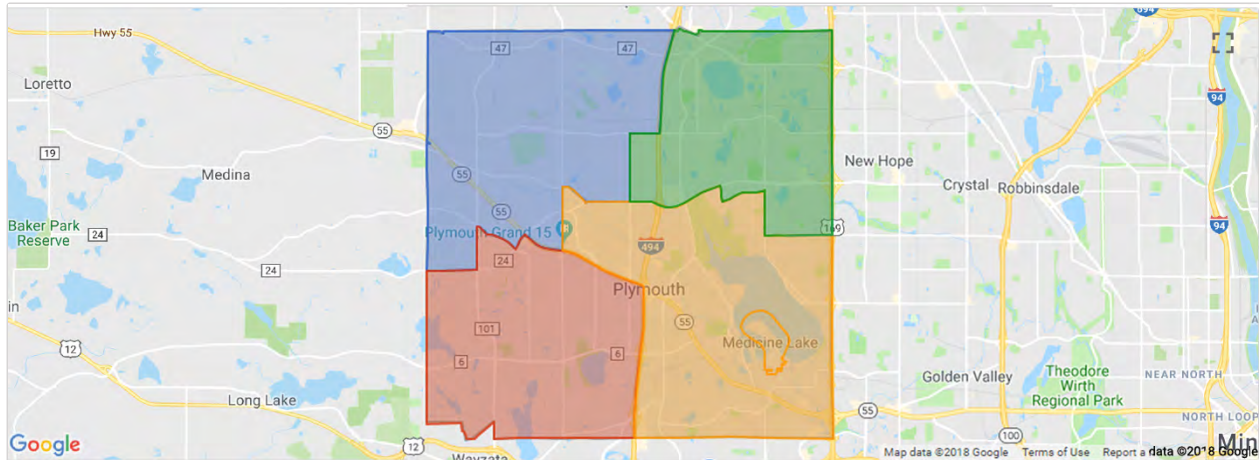 694
Hwy 55
47
47
Loretto
94
55
19
New Hope
Medina
55
Crystal
Robbinsdale
55
Baker Park
Reserve
24
Plymouth Grand 15
169
94
494
24
24
in
Plymouth
101
55
12
6
6
Medicine Lake
Golden Valley
Theodore
Wirth
Regional Park
NEAR NORTH
Long Lake
55
NORTH LOOP
Google
12
Wayzata
100
Min
Map data ©2018 Google
Terms of Use
Report a
data ©2018 Google